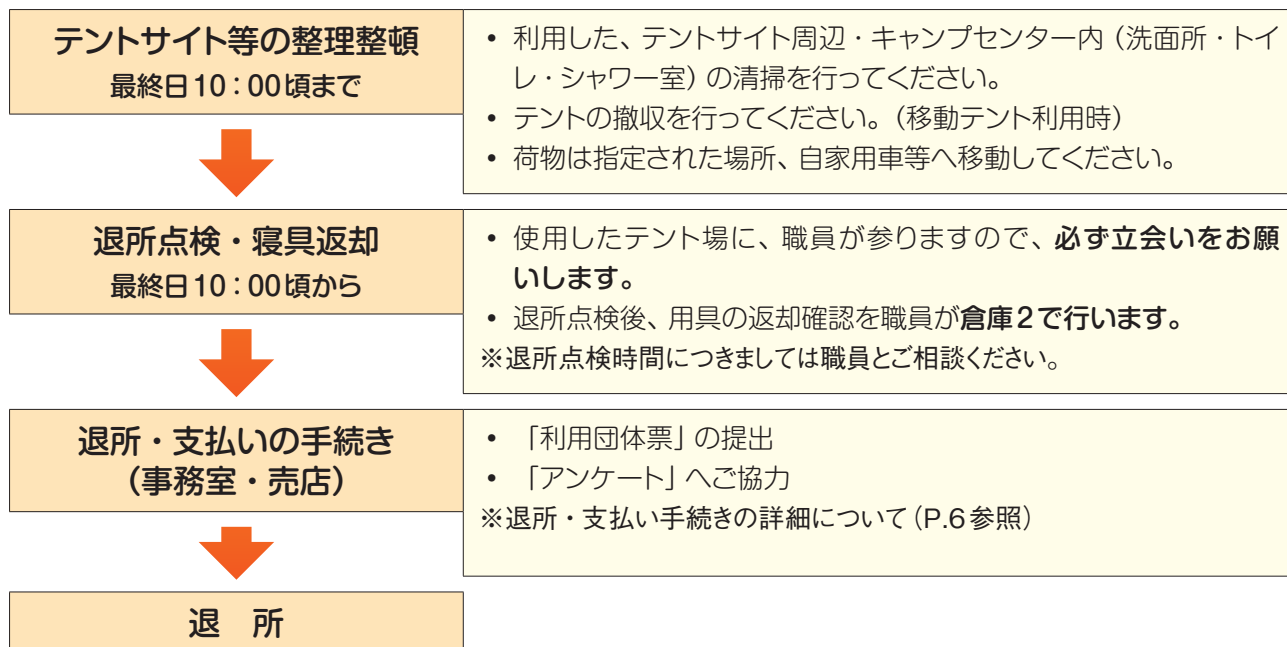 テントサイト等の整理整頓
最終日10：00頃まで
• 利用した、テントサイト周辺・キャンプセンター内（洗面所・トイ
レ・シャワー室）の清掃を行ってください。
• テントの撤収を行ってください。（移動テント利用時）
• 荷物は指定された場所、自家用車等へ移動してください。
退所点検・寝具返却
最終日10：00頃から
• 使用したテント場に、職員が参りますので、必ず立会いをお願
いします。
• 退所点検後、用具の返却確認を職員が倉庫2で行います。
※退所点検時間につきましては職員とご相談ください。
退所・支払いの手続き
（事務室・売店）
• 「利用団体票」の提出
• 「アンケート」へご協力
※退所・支払い手続きの詳細について（P.6参照）
退　所